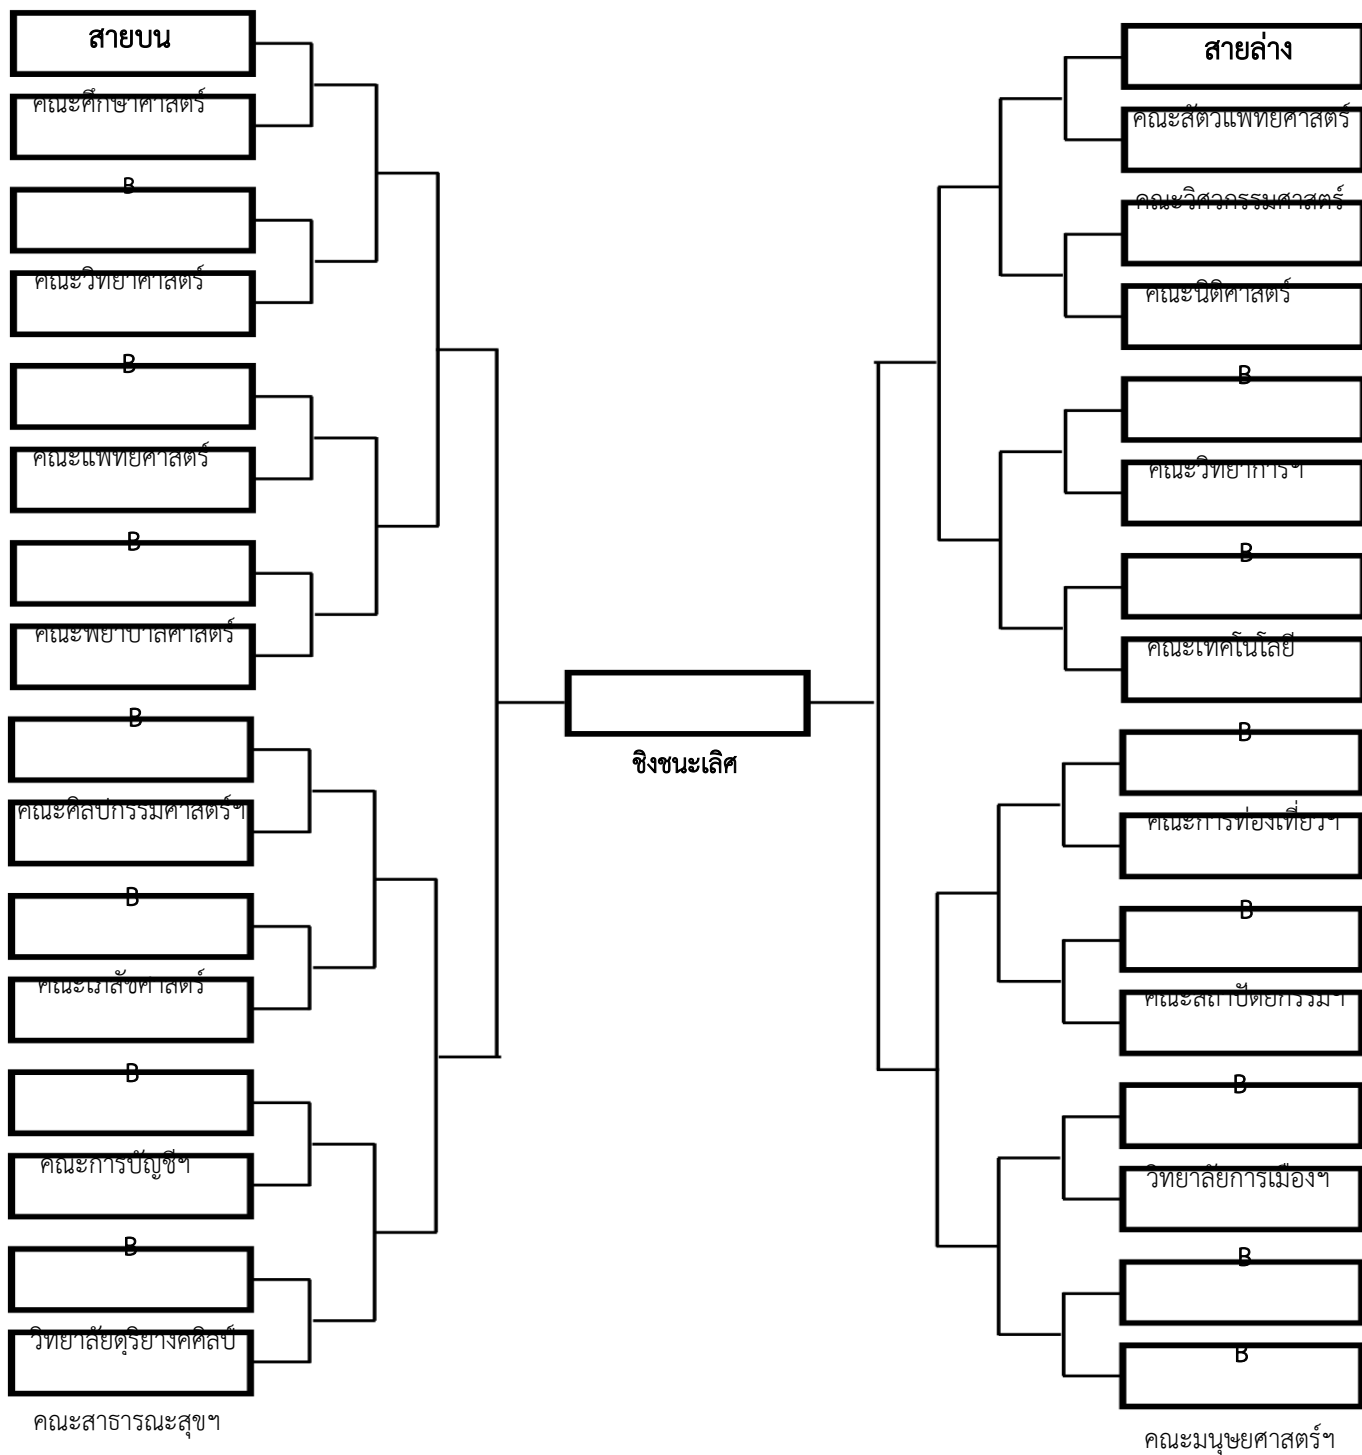 สายบน
คณะศึกษาศาสตร์
B
คณะวิทยาศาสตร์
B
คณะแพทยศาสตร์
B
คณะพยาบาลศาสตร์
B
คณะศิลปกรรมศาสตร์ฯ
B
คณะเภสัชศาสตร์
B
คณะการบัญชีฯ
B
วิทยาลัยดุริยางคศิลป์
คณะสาธารณะสุขฯ
ชิงชนะเลิศ
สายล่าง
คณะสัตวแพทยศาสตร์
คณะวิศวกรรมศาสตร์
คณะนิติศาสตร์
B
คณะวิทยาการฯ
B
คณะเทคโนโลยี
B
คณะการท่องเที่ยวฯ
B
คณะสถาปัตยกรรมฯ
B
วิทยาลัยการเมืองฯ
B
B
คณะมนุษยศาสตร์ฯ